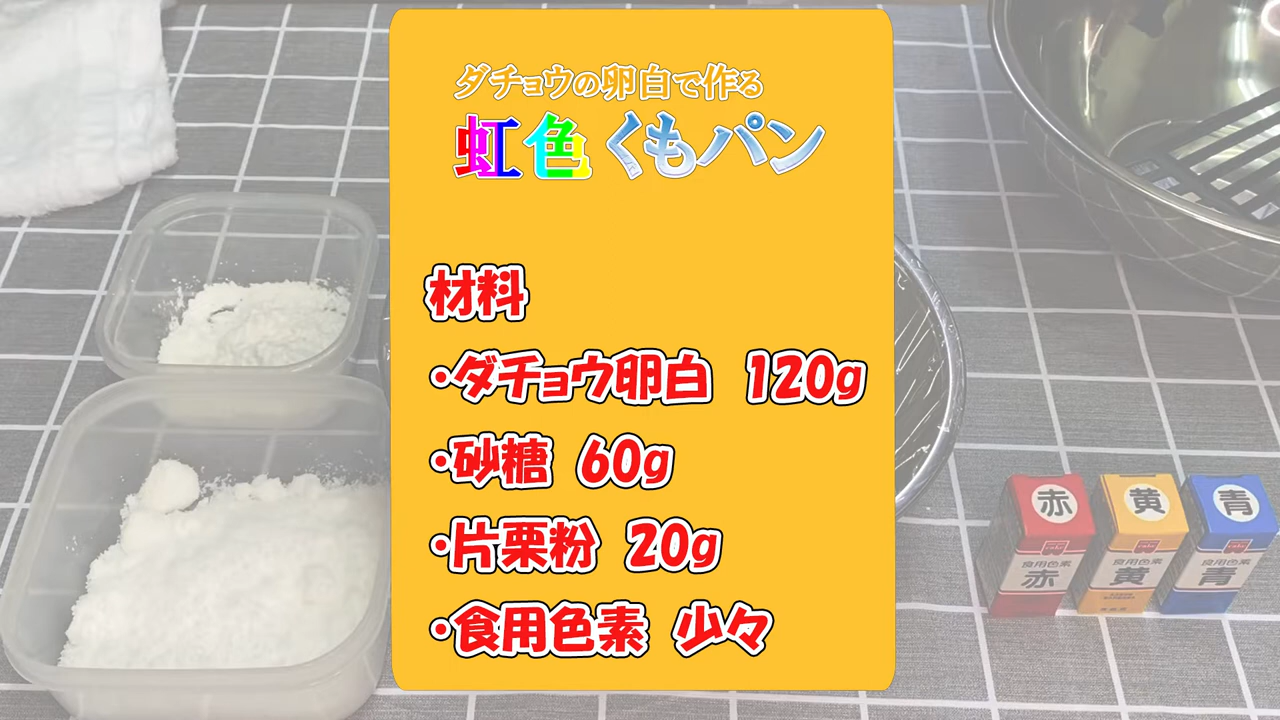 ダチョウの卵白で作る
虹色くもパン
材料
・ダチョウ卵白 120g
・砂糖 60g
・片栗粉 20g
・食用色素 少々
赤
黄
青
食用色素
赤
食用色素
黄
食用色素
青